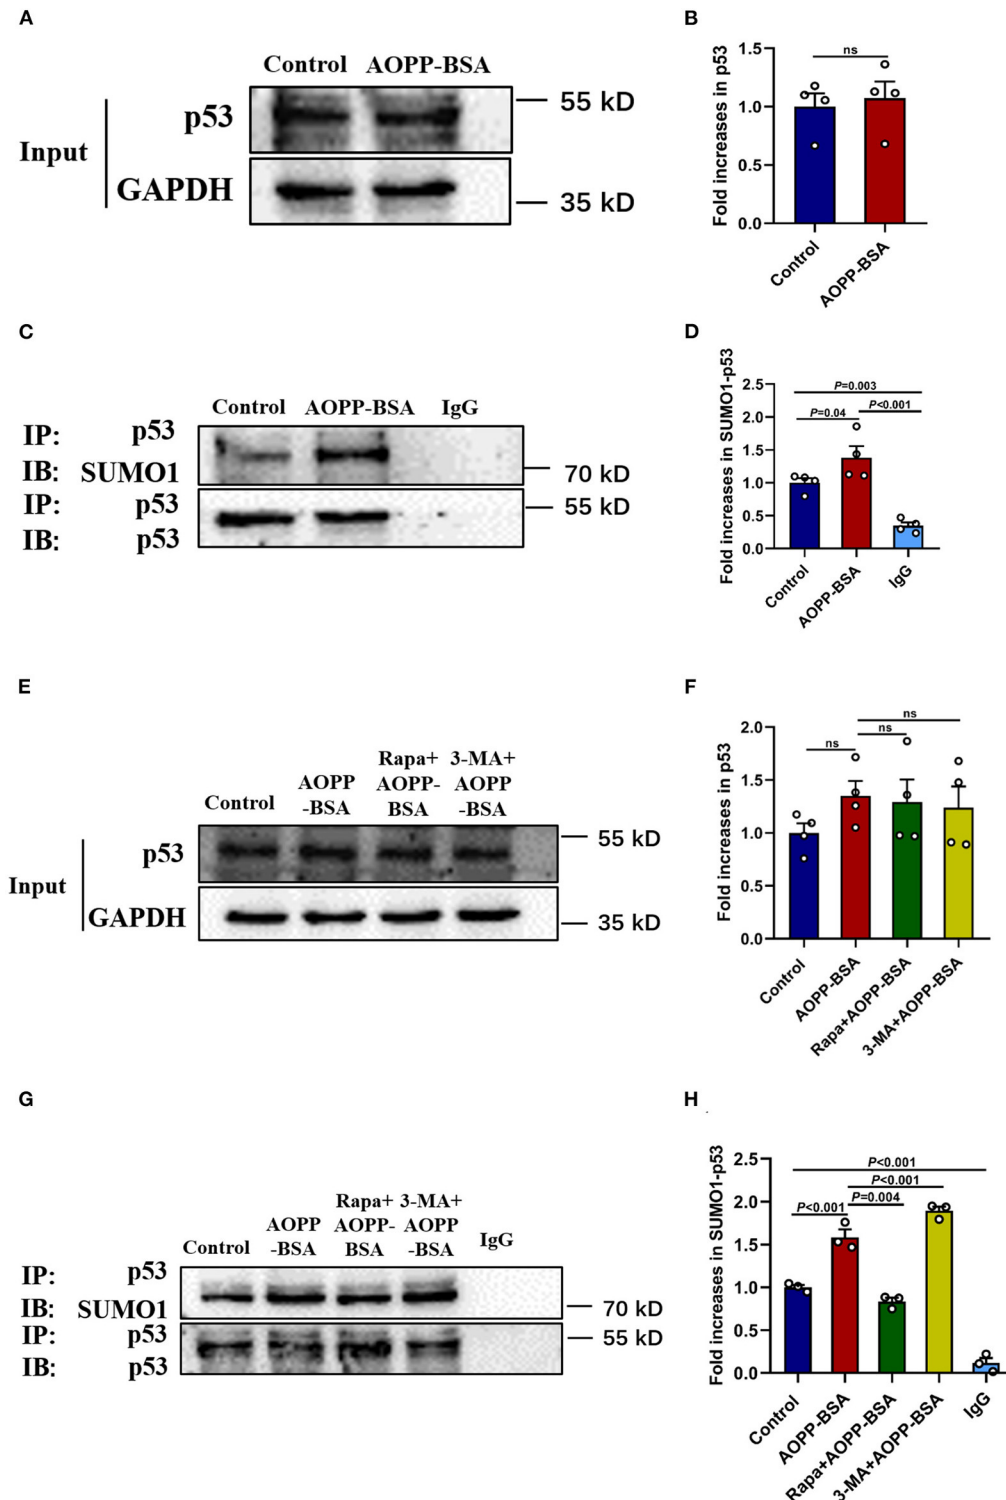 A
Control AOPP-BSA
p53
55 kD
Input
GAPDH
35 kD
B
Fold increases in p53
1.5
1.0
0.5
0.0
ns
Control
AOPP-BSA
C
Control AOPP-BSA IgG
IP: p53
IB: SUMO1
70 kD
IP: p53
55 kD
IB: p53
D
Fold increases in SUMO1-p53
2.5
2.0
1.5
1.0
0.5
0.0
P=0.003
P=0.04
P<0.001
Control
AOPP-BSA
IgG
E
Control
AOPP
-BSA
Rapa+
AOPP-
BSA
3-MA+
AOPP
-BSA
p53
55 kD
Input
GAPDH
35 kD
F
Fold increases in p53
2.0
1.5
1.0
0.5
0.0
ns
ns
ns
Control
AOPP-BSA
Rapa+AOPP-BSA
3-MA+AOPP-BSA
G
Control
AOPP
-BSA
Rapa+
AOPP-
BSA
3-MA+
AOPP
-BSA
IgG
IP: p53
IB: SUMO1
70 kD
IP: p53
55 kD
IB: p53
H
Fold increases in SUMO1-p53
2.5
2.0
1.5
1.0
0.5
0.0
P<0.001
P<0.001
P=0.004
P<0.001
Control
AOPP-BSA
Rapa+AOPP-BSA
3-MA+AOPP-BSA
IgG